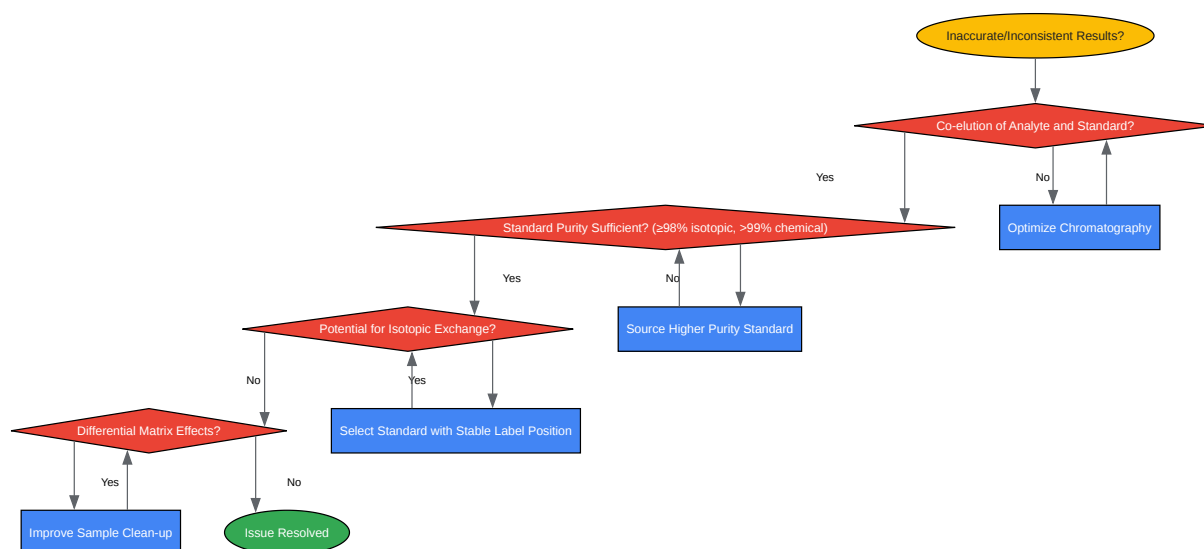 Inaccurate/Inconsistent Results?
Co-elution of Analyte and Standard?
Yes
No
Standard Purity Sufficient? (≥98% isotopic, >99% chemical)
Optimize Chromatography
Yes
No
Potential for Isotopic Exchange?
Source Higher Purity Standard
No
Yes
Differential Matrix Effects?
Select Standard with Stable Label Position
Yes
No
Improve Sample Clean-up
Issue Resolved